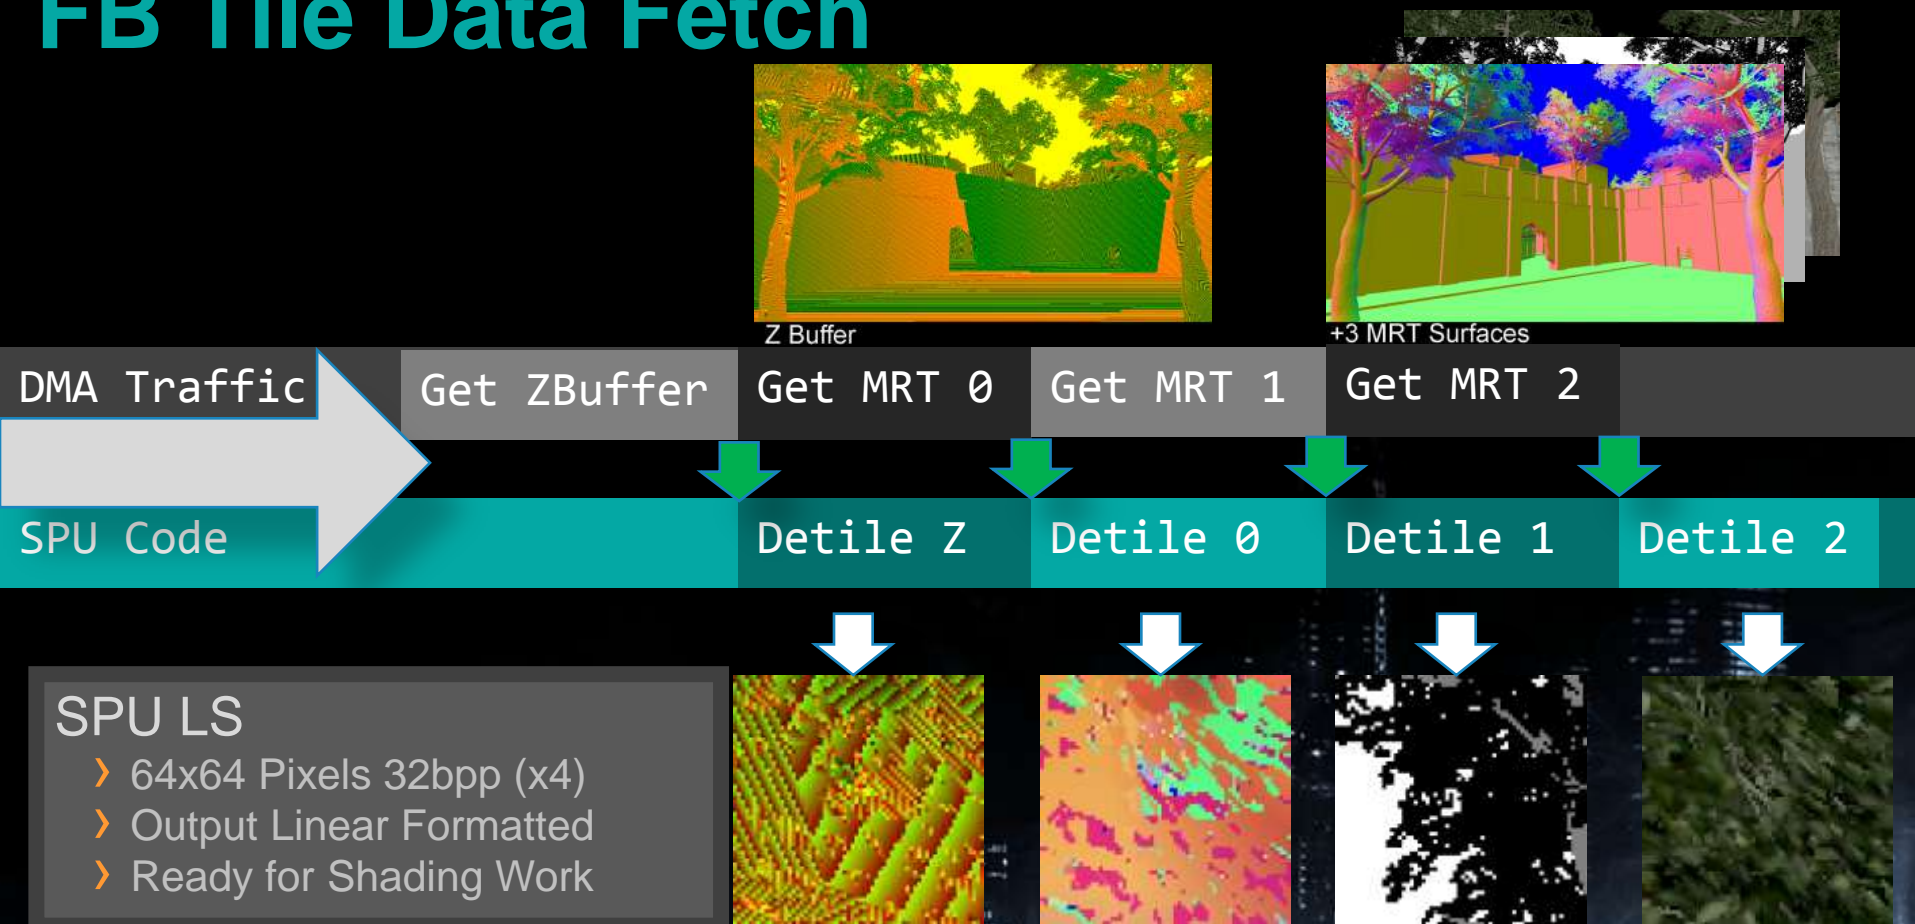 FB Tile Data Fetch
Z Buffer
+3 MRT Surfaces
DMA Traffic
Get ZBuffer
Get MRT 0
Get MRT 1
Get MRT 2
SPU Code
Detile Z
Detile 0
Detile 1
Detile 2
SPU LS
› 64x64 Pixels 32bpp (x4)
› Output Linear Formatted
› Ready for Shading Work